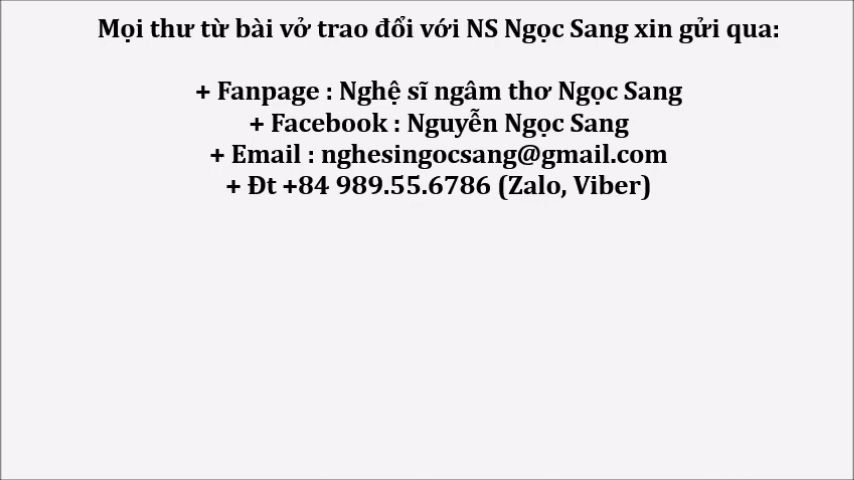 Mọi thư từ bài vở trao đổi với NS Ngọc Sang xin gửi qua:
+ Fanpage : Nghệ sĩ ngâm thơ Ngọc Sang
+ Facebook : Nguyễn Ngọc Sang
+ Email : nghesingocsang@gmail.com
+ Đt +84 989.55.6786 (Zalo, Viber)